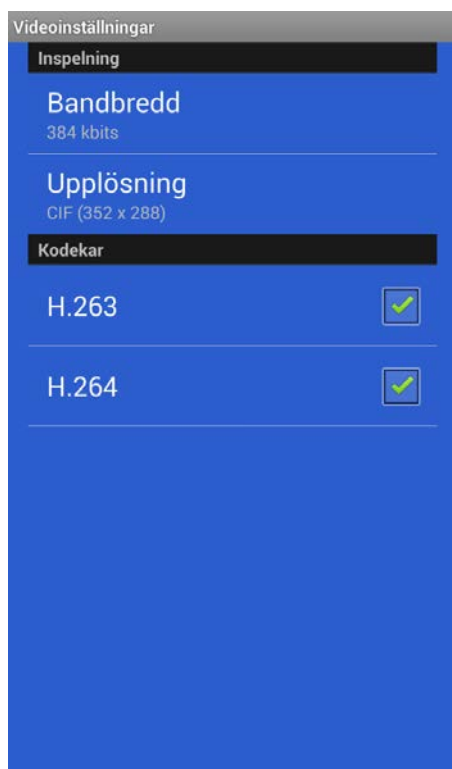 Videoinställningar
Inspelning
Bandbredd
384 kbits
Upplösning
CIF (352 x 288)
Kodekar
H.263
H.264